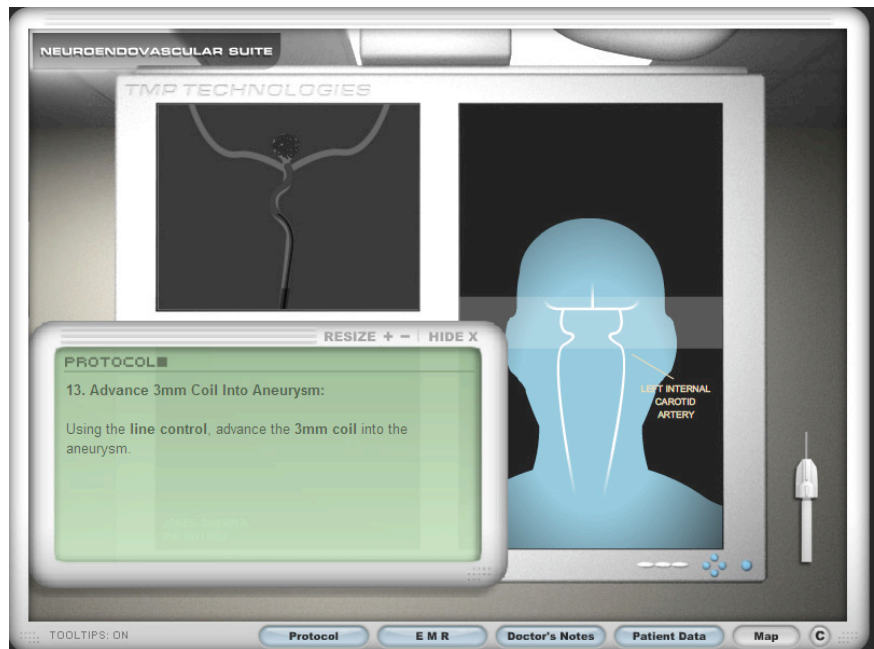 NEUROENDOVASCULAR SUITE
TMP TECHNOLOGIES
LEFT INTERNAL
CAROTID
ARTERY
RESIZE + - | HIDE X
PROTOCOL
13. Advance 3mm Coil Into Aneurysm:
Using the line control, advance the 3mm coil into the
aneurysm.
TOOLTIPS: ON
Protocol
E M R
Doctor's Notes
Patient Data
Map
C